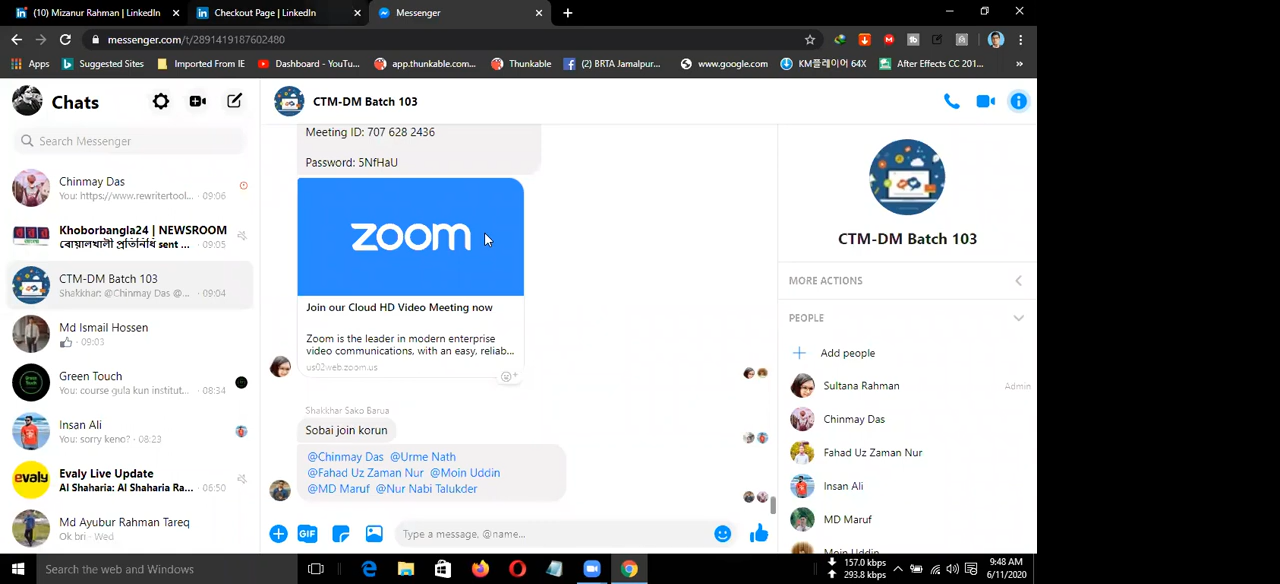 (10) Mizanur Rahman | LinkedIn
Checkout Page | LinkedIn
Messenger
messenger.com/t/2891419187602480
Apps
Suggested Sites
Imported From IE
Dashboard - YouTu...
app.thunkable.com...
Thunkable
(2) BRTA Jamalpur...
www.google.com
KM플레이어 64X
After Effects CC 201...
»
Chats
Search Messenger
Chinmay Das
You: https://www.rewritertool... · 09:06
Khoborbangla24 | NEWSROOM
বোয়ালখালী প্রতিনিধি sent ... · 09:05
CTM-DM Batch 103
Shakkhar: @Chinmay Das @... · 09:04
Md Ismail Hossen
· 09:03
Green Touch
You: course gula kun institut... · 08:34
Insan Ali
You: sorry keno? · 08:23
Evaly Live Update
Al Shaharia: Al Shaharia Ra... · 06:50
Md Ayubur Rahman Tareq
Ok bri · Wed
CTM-DM Batch 103
Meeting ID: 707 628 2436
Password: 5NfHaU
zoom
Join our Cloud HD Video Meeting now
Zoom is the leader in modern enterprise
video communications, with an easy, reliab...
us02web.zoom.us
Shakkhar Sako Barua
Sobai join korun
@Chinmay Das @Urme Nath
@Fahad Uz Zaman Nur @Moin Uddin
@MD Maruf @Nur Nabi Talukder
GIF
Type a message, @name...
CTM-DM Batch 103
MORE ACTIONS
PEOPLE
Add people
Sultana Rahman
Admin
Chinmay Das
Fahad Uz Zaman Nur
Insan Ali
MD Maruf
Moin Uddin
Search the web and Windows
157.0 kbps
293.8 kbps
9:48 AM
6/11/2020